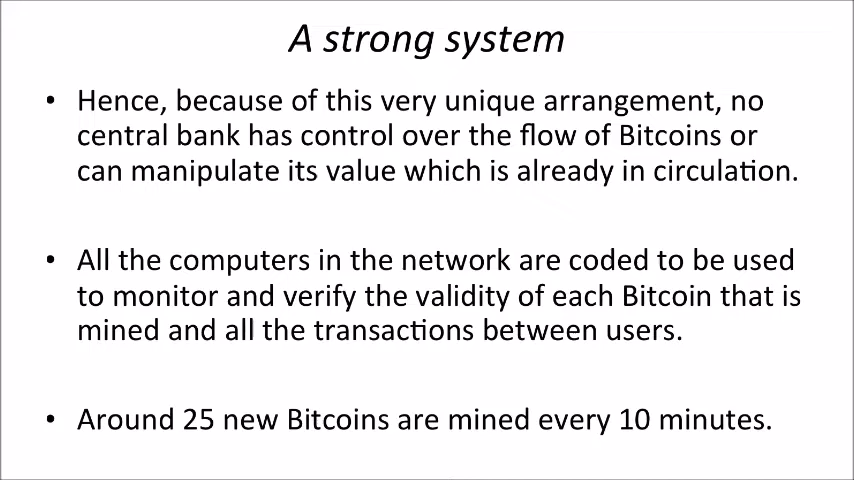 A strong system
• Hence, because of this very unique arrangement, no
central bank has control over the flow of Bitcoins or
can manipulate its value which is already in circulation.
• All the computers in the network are coded to be used
to monitor and verify the validity of each Bitcoin that is
mined and all the transactions between users.
• Around 25 new Bitcoins are mined every 10 minutes.